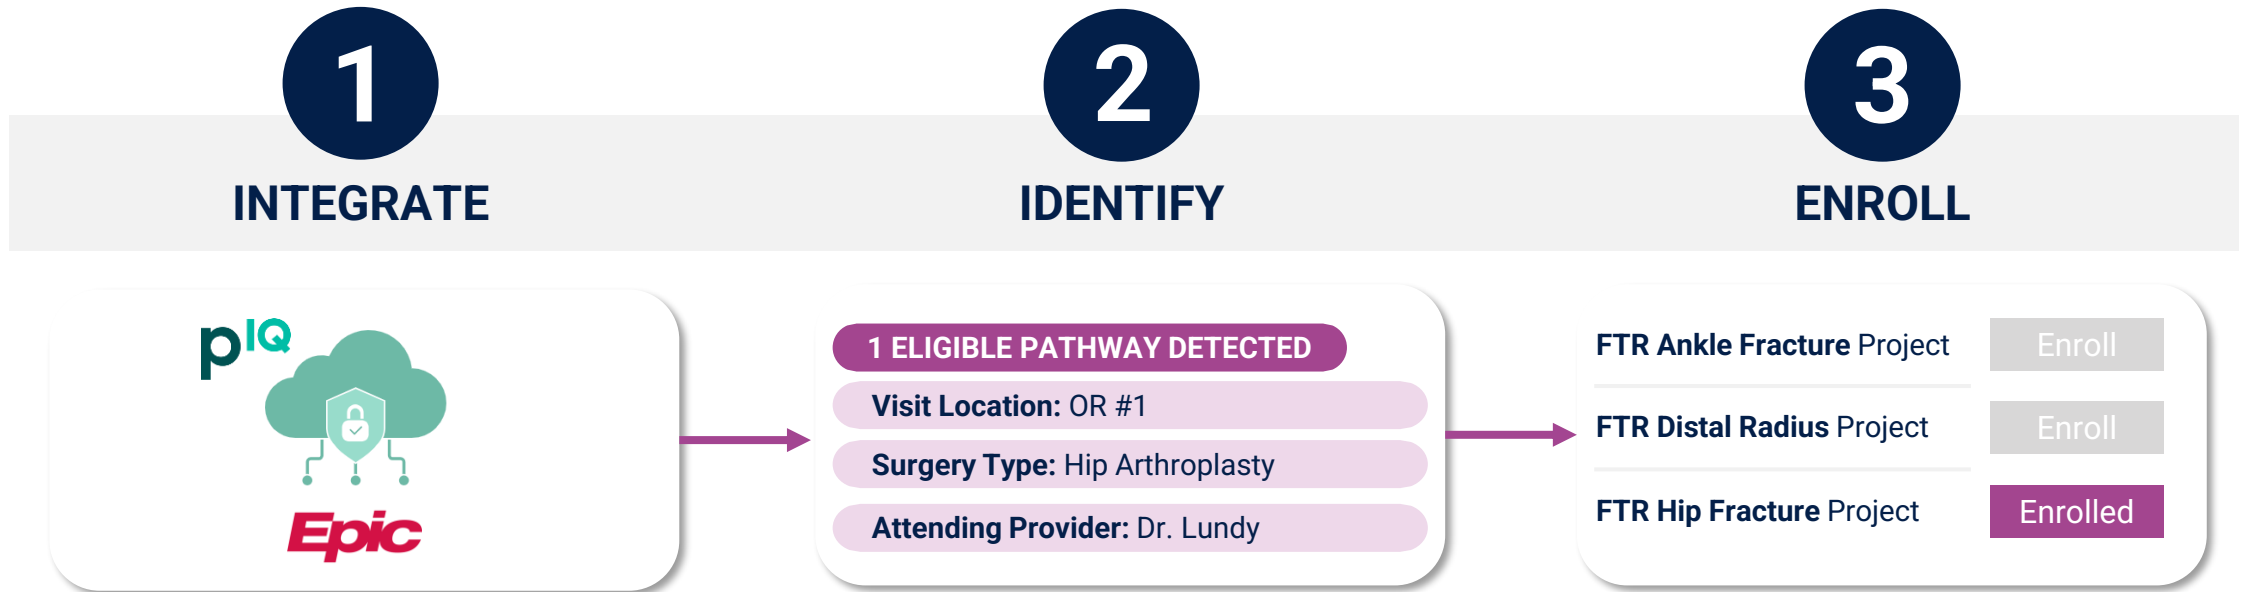 1
INTEGRATE
pIQ
Epic
2
IDENTIFY
1 ELIGIBLE PATHWAY DETECTED
Visit Location: OR #1
Surgery Type: Hip Arthroplasty
Attending Provider: Dr. Lundy
3
ENROLL
FTR Ankle Fracture Project Enroll
FTR Distal Radius Project Enroll
FTR Hip Fracture Project Enrolled